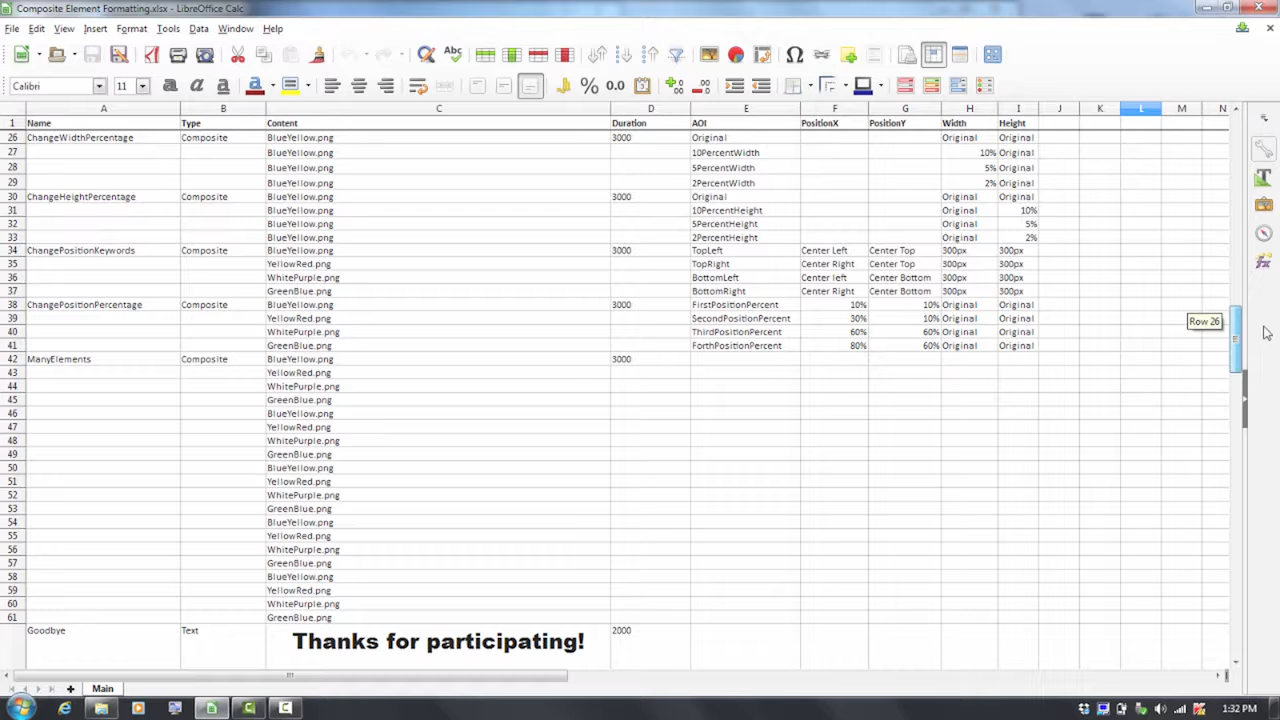 Composite Element Formatting.xlsx - LibreOffice Calc
File Edit View Insert Format Tools Data Window Help
Calibri 11
A B C D E F G H I J K L M N
1 Name Type Content Duration AOI PositionX PositionY Width Height
26 ChangeWidthPercentage Composite BlueYellow.png 3000 Original Original Original
27 BlueYellow.png 10PercentWidth 10% Original
28 BlueYellow.png 5PercentWidth 5% Original
29 BlueYellow.png 2PercentWidth 2% Original
30 ChangeHeightPercentage Composite BlueYellow.png 3000 Original Original Original
31 BlueYellow.png 10PercentHeight Original 10%
32 BlueYellow.png 5PercentHeight Original 5%
33 BlueYellow.png 2PercentHeight Original 2%
34 ChangePositionKeywords Composite BlueYellow.png 3000 TopLeft Center Left Center Top 300px 300px
35 YellowRed.png TopRight Center Right Center Top 300px 300px
36 WhitePurple.png BottomLeft Center left Center Bottom 300px 300px
37 GreenBlue.png BottomRight Center Right Center Bottom 300px 300px
38 ChangePositionPercentage Composite BlueYellow.png 3000 FirstPositionPercent 10% 10% Original Original
39 YellowRed.png SecondPositionPercent 30% 10% Original Original
Row 26
40 WhitePurple.png ThirdPositionPercent 60% 60% Original Original
41 GreenBlue.png ForthPositionPercent 80% 60% Original Original
42 ManyElements Composite BlueYellow.png 3000
43 YellowRed.png
44 WhitePurple.png
45 GreenBlue.png
46 BlueYellow.png
47 YellowRed.png
48 WhitePurple.png
49 GreenBlue.png
50 BlueYellow.png
51 YellowRed.png
52 WhitePurple.png
53 GreenBlue.png
54 BlueYellow.png
55 YellowRed.png
56 WhitePurple.png
57 GreenBlue.png
58 BlueYellow.png
59 YellowRed.png
60 WhitePurple.png
61 GreenBlue.png
Goodbye Text Thanks for participating! 2000
Main
1:32 PM